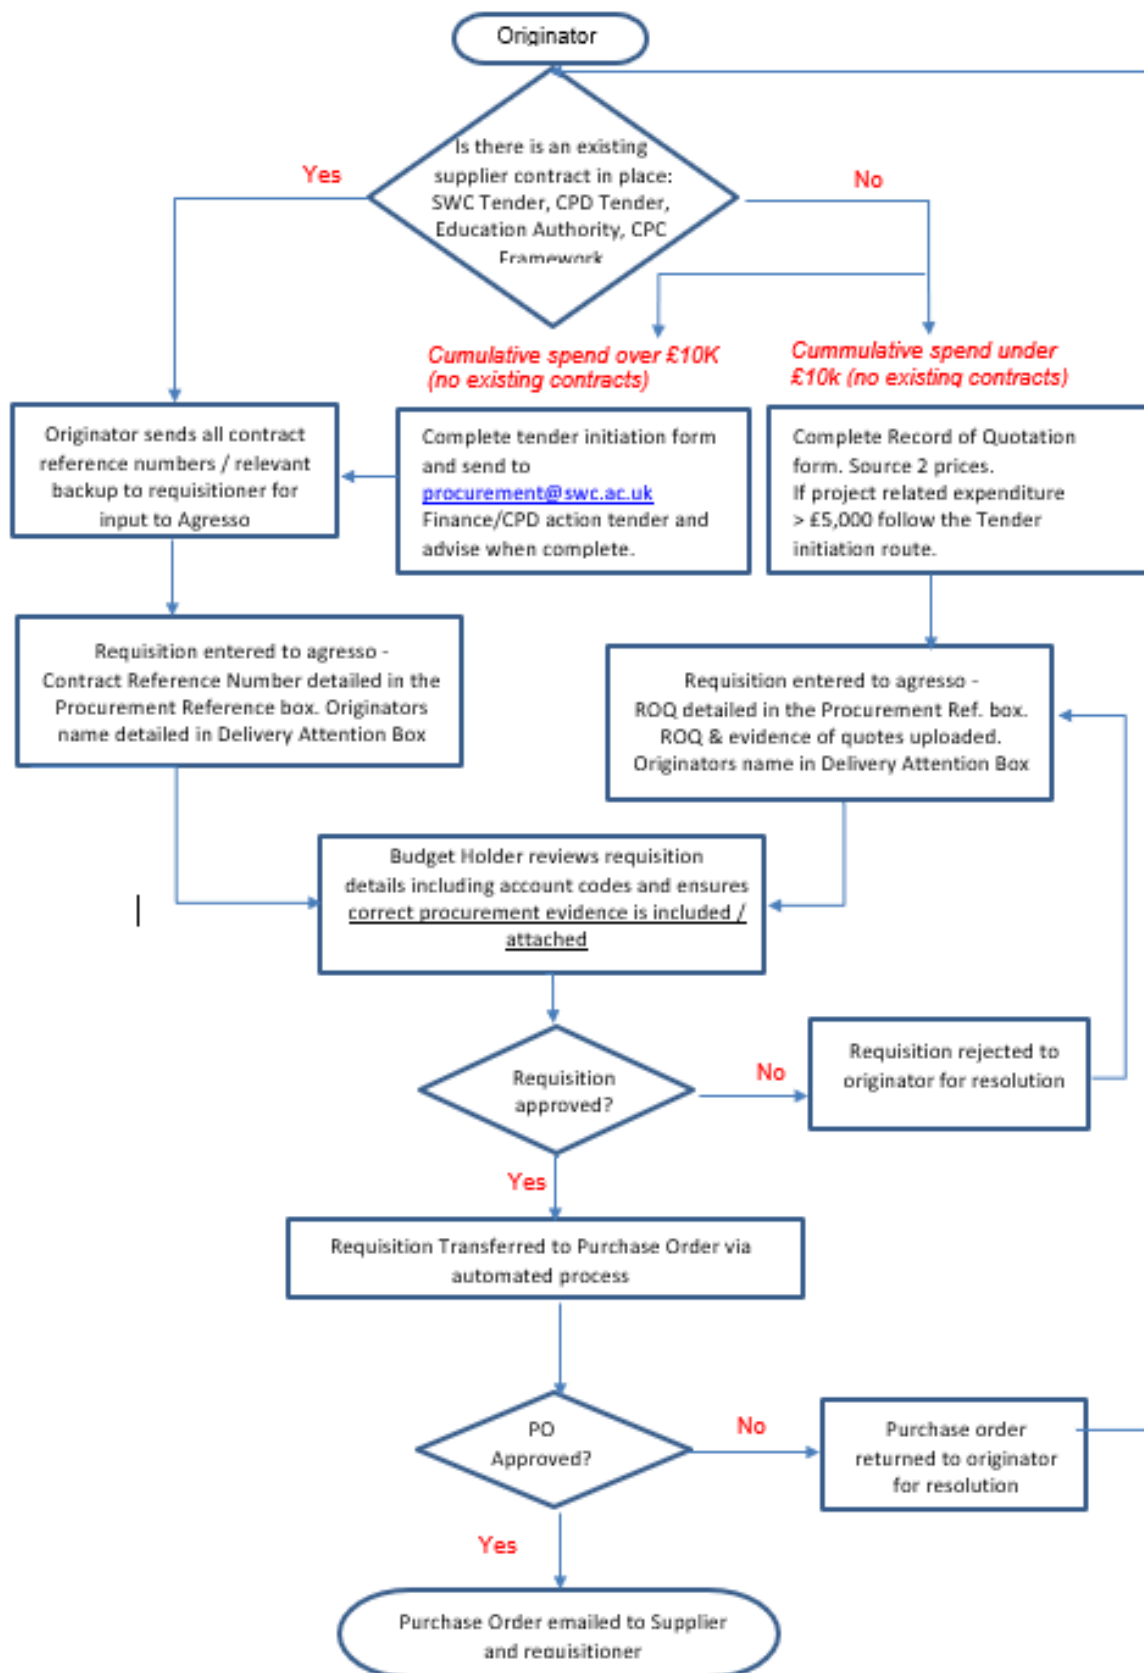 Originator
Is there is an existing
supplier contract in place:
SWC Tender, CPD Tender,
Education Authority, CPC
Framework
Yes
No
Cumulative spend over £10K
(no existing contracts)
Cummulative spend under
£10k (no existing contracts)
Originator sends all contract
reference numbers / relevant
backup to requisitioner for
input to Agresso
Complete tender initiation form
and send to
procurement@swc.ac.uk
Finance/CPD action tender and
advise when complete.
Complete Record of Quotation
form. Source 2 prices.
If project related expenditure
> £5,000 follow the Tender
initiation route.
Requisition entered to agresso -
Contract Reference Number detailed in the
Procurement Reference box. Originators
name detailed in Delivery Attention Box
Requisition entered to agresso -
ROQ detailed in the Procurement Ref. box.
ROQ & evidence of quotes uploaded.
Originators name in Delivery Attention Box
Budget Holder reviews requisition
details including account codes and ensures
correct procurement evidence is included /
attached
Requisition
approved?
No
Requisition rejected to
originator for resolution
Yes
Requisition Transferred to Purchase Order via
automated process
PO
Approved?
No
Purchase order
returned to originator
for resolution
Yes
Purchase Order emailed to Supplier
and requisitioner